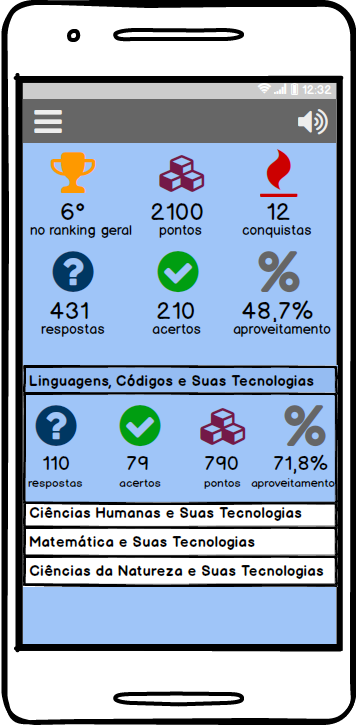 12:32
6° 2100 12
no ranking geral pontos conquistas
?
431 210 48,7%
respostas acertos aproveitamento
Linguagens, Códigos e Suas Tecnologias
?
110 79 790 71,8%
respostas acertos pontos aproveitamento
Ciências Humanas e Suas Tecnologias
Matemática e Suas Tecnologias
Ciências da Natureza e Suas Tecnologias